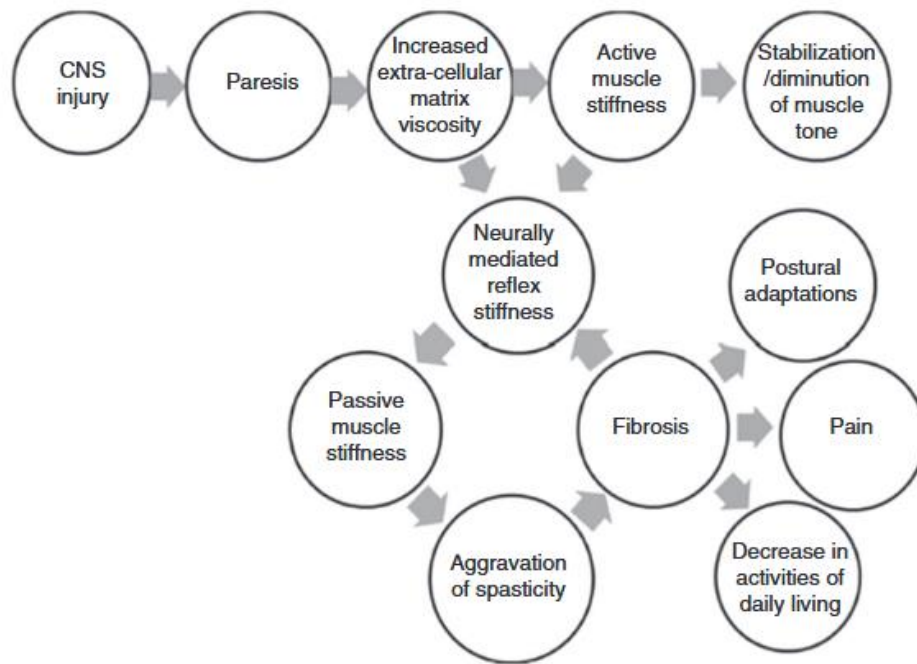 CNS
injury
Paresis
Increased
extra-cellular
matrix
viscosity
Active
muscle
stiffness
Stabilization
/diminution
of muscle
tone
Neurally
mediated
reflex
stiffness
Postural
adaptations
Passive
muscle
stiffness
Fibrosis
Pain
Aggravation
of spasticity
Decrease in
activities of
daily living